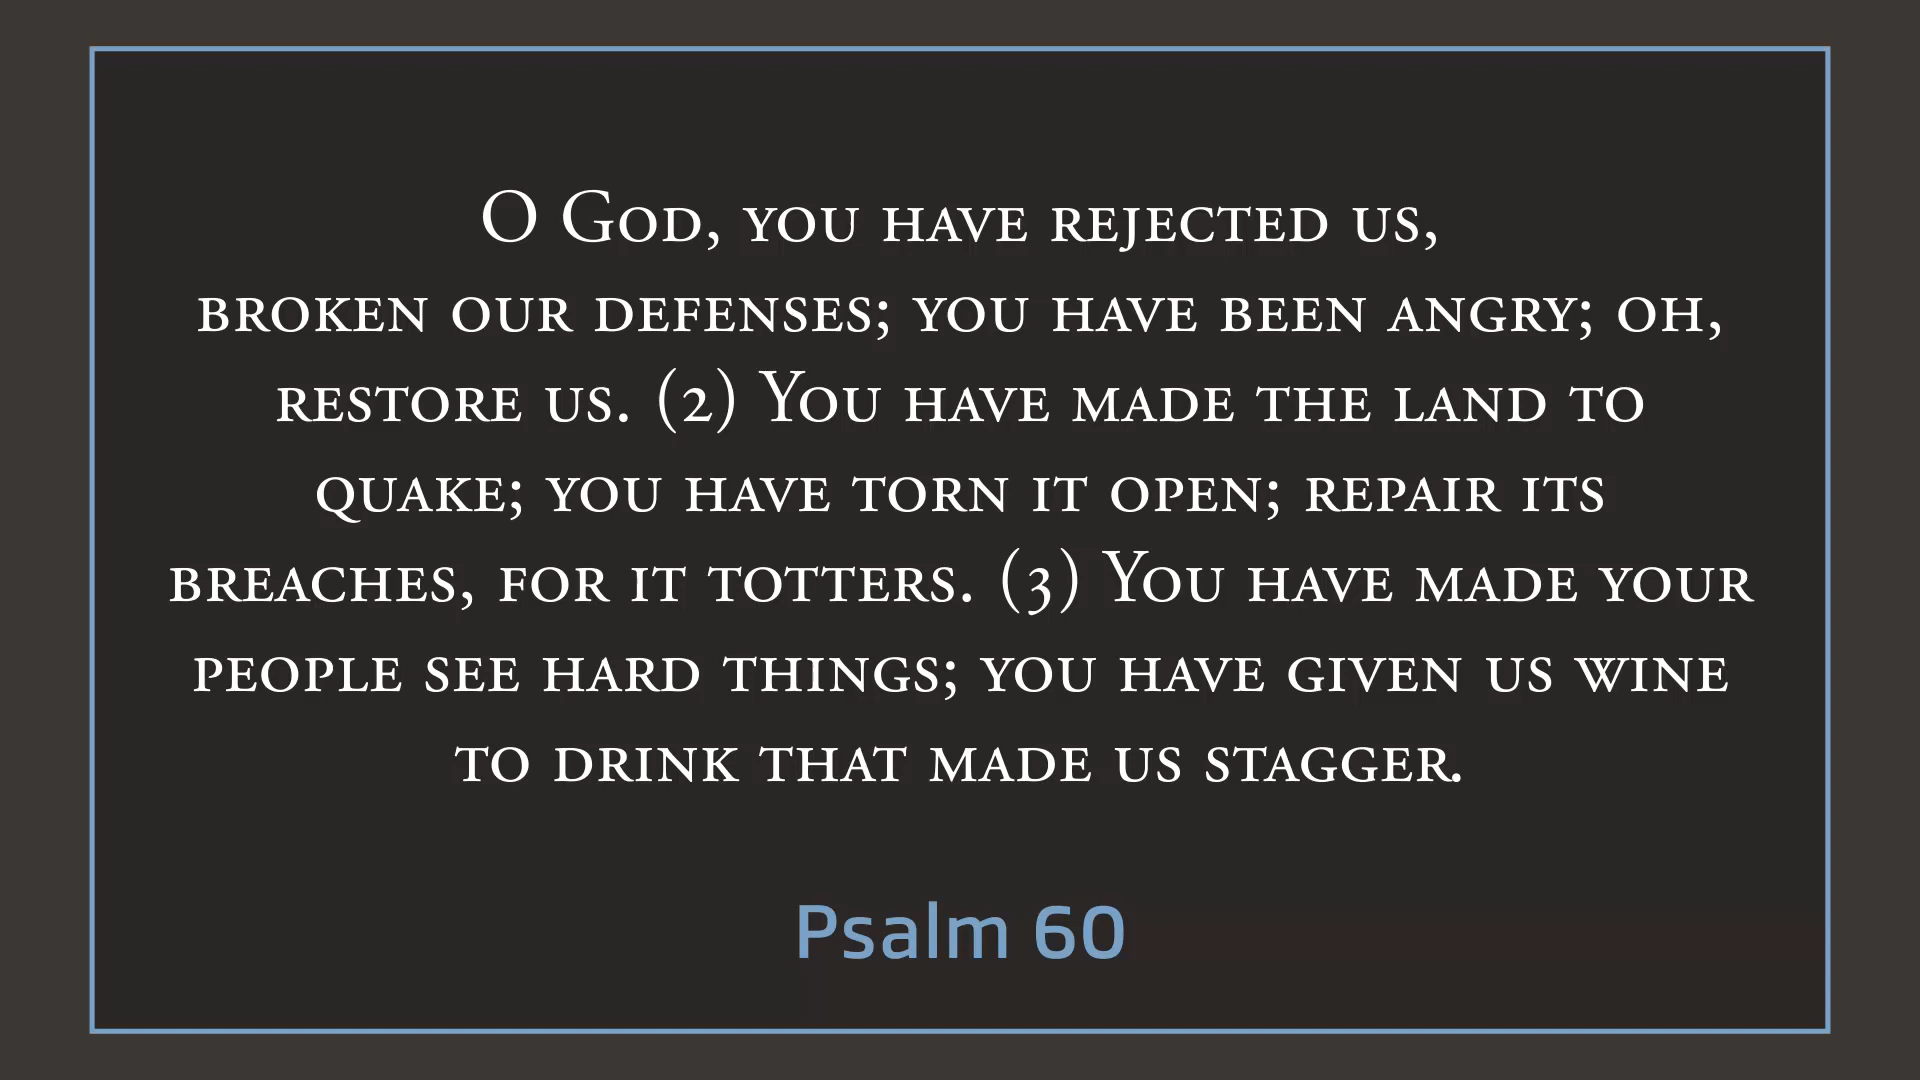 O God, you have rejected us,
broken our defenses; you have been angry; oh,
restore us. (2) You have made the land to
quake; you have torn it open; repair its
breaches, for it totters. (3) You have made your
people see hard things; you have given us wine
to drink that made us stagger.
Psalm 60